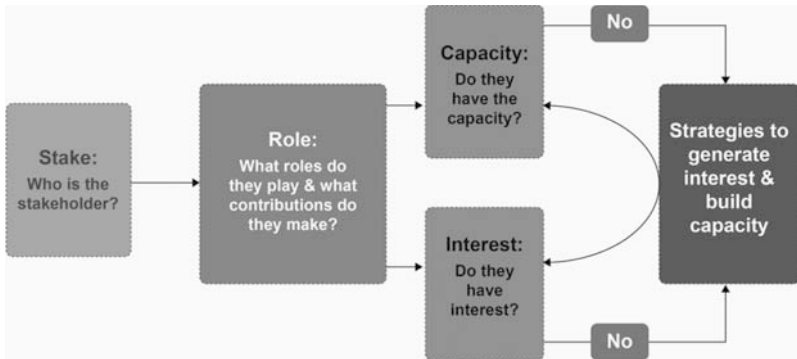 Stake:
Who is the
stakeholder?
Role:
What roles do
they play & what
contributions do
they make?
Capacity:
Do they
have the
capacity?
No
Interest:
Do they
have
interest?
No
Strategies to
generate
interest &
build
capacity